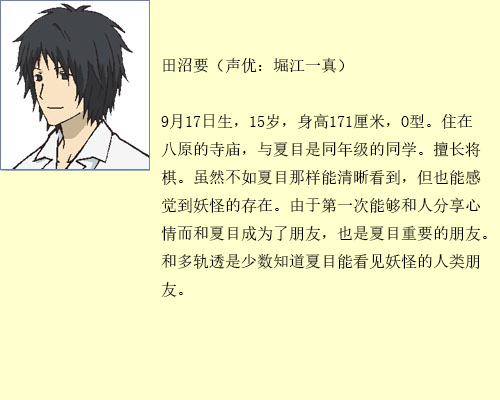 田沼要（声优：堀江一真）
9月17日生，15岁，身高171厘米，O型。住在
八原的寺庙，与夏目是同年级的同学。擅长将
棋。虽然不如夏目那样能清晰看到，但也能感
觉到妖怪的存在。由于第一次能够和人分享心
情而和夏目成为了朋友，也是夏目重要的朋友。
和多轨透是少数知道夏目能看见妖怪的人类朋
友。